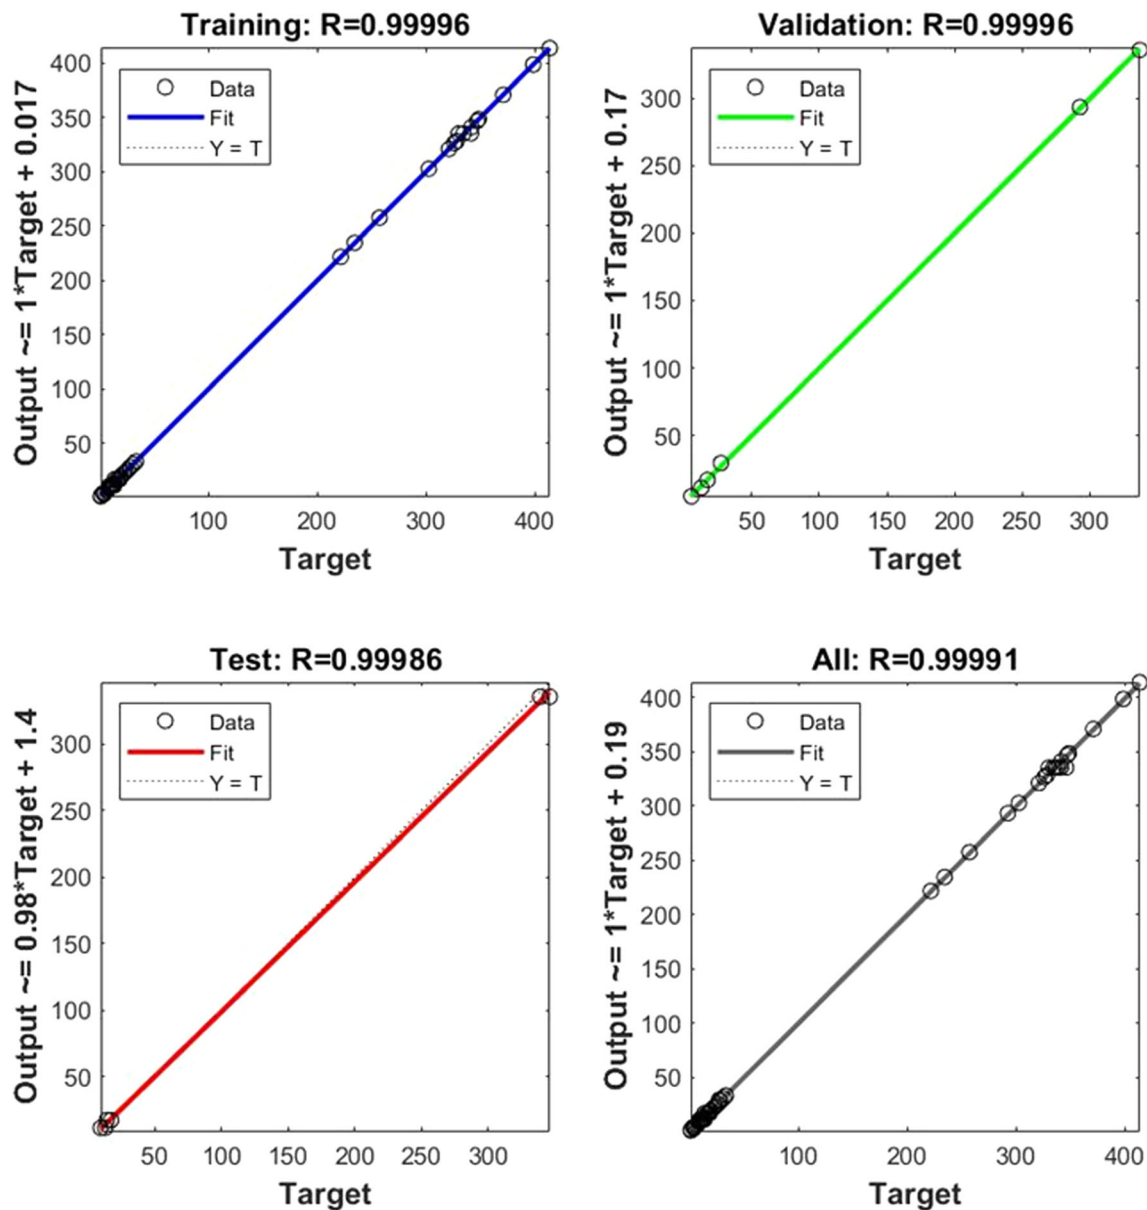 Training: R=0.99996
Output ~= 1*Target + 0.017
400
350
300
250
200
150
100
50
Data
Fit
Y = T
100 200 300 400
Target
Validation: R=0.99996
Output ~= 1*Target + 0.17
300
250
200
150
100
50
Data
Fit
Y = T
50 100 150 200 250 300
Target
Test: R=0.99986
Output ~= 0.98*Target + 1.4
300
250
200
150
100
50
Data
Fit
Y = T
50 100 150 200 250 300
Target
All: R=0.99991
Output ~= 1*Target + 0.19
400
350
300
250
200
150
100
50
Data
Fit
Y = T
100 200 300 400
Target